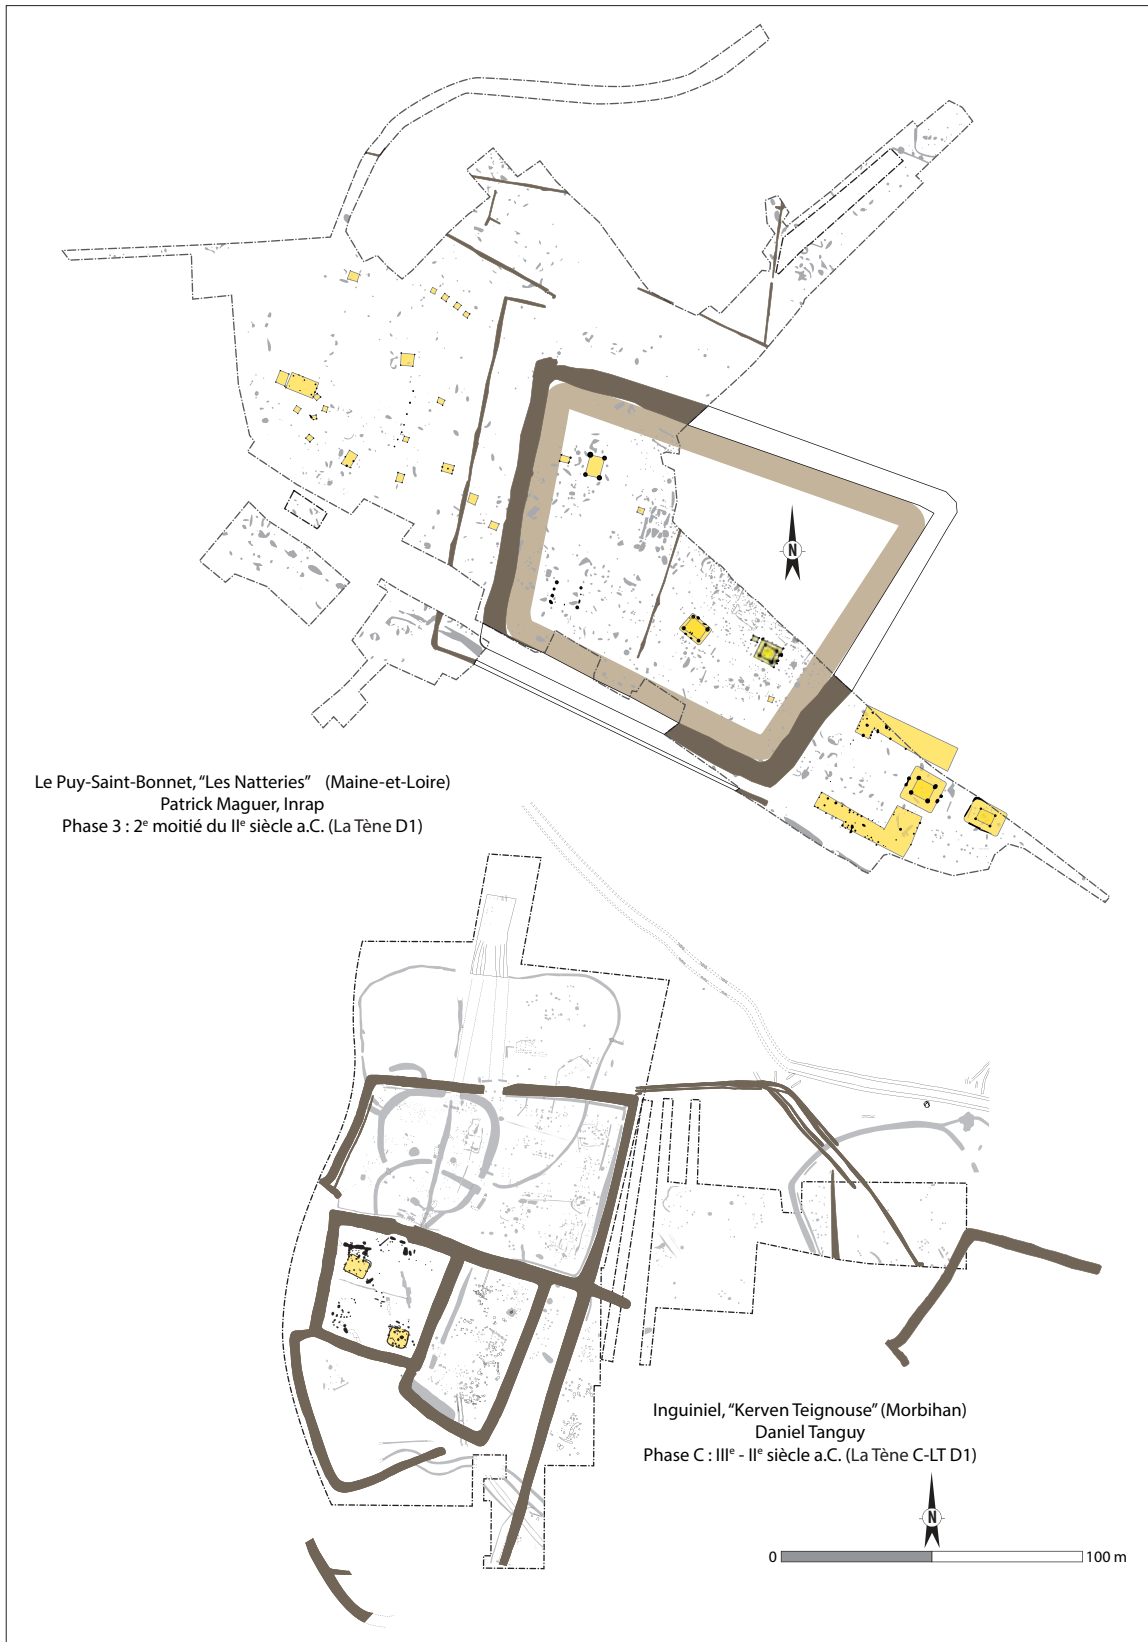 N
Le Puy-Saint-Bonnet, “Les Natteries” (Maine-et-Loire)
Patrick Maguer, Inrap
Phase 3 : 2e moitié du IIe siècle a.C. (La Tène D1)
Inguiniel, “Kerven Teignouse” (Morbihan)
Daniel Tanguy
Phase C : IIIe - IIe siècle a.C. (La Tène C-LT D1)
N
0 100 m